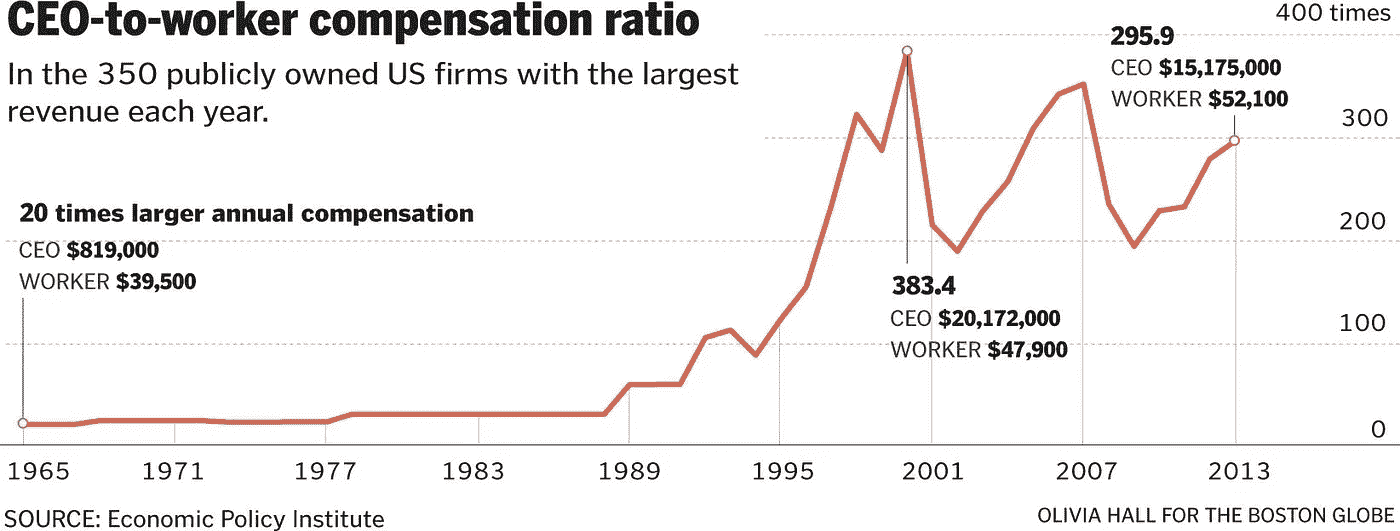 CEO-to-worker compensation ratio
In the 350 publicly owned US firms with the largest
revenue each year.
400 times
295.9
CEO $15,175,000
WORKER $52,100
300
20 times larger annual compensation
CEO $819,000
WORKER $39,500
200
383.4
CEO $20,172,000
WORKER $47,900
100
0
1965 1971 1977 1983 1989 1995 2001 2007 2013
SOURCE: Economic Policy Institute
OLIVIA HALL FOR THE BOSTON GLOBE